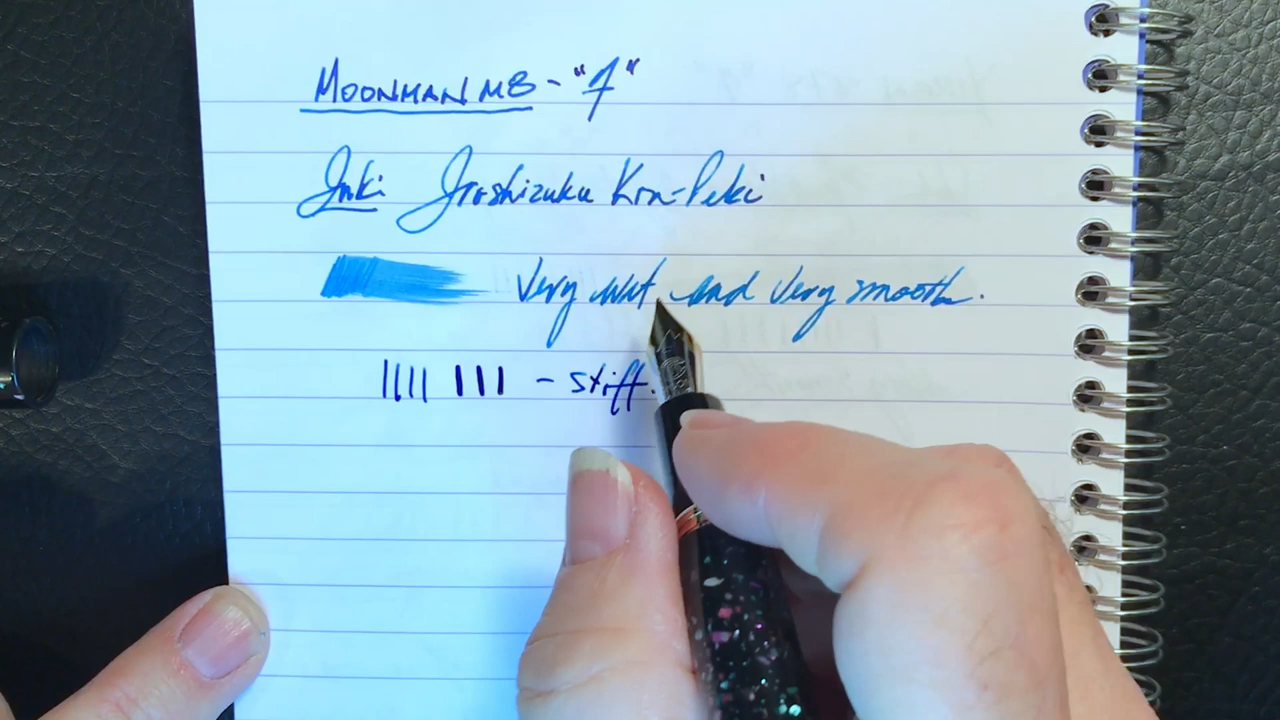 MOONMAN M8 - "f"
Ink: Iroshizuku Kon-Peki
Very wet and very smooth.
- stiff.